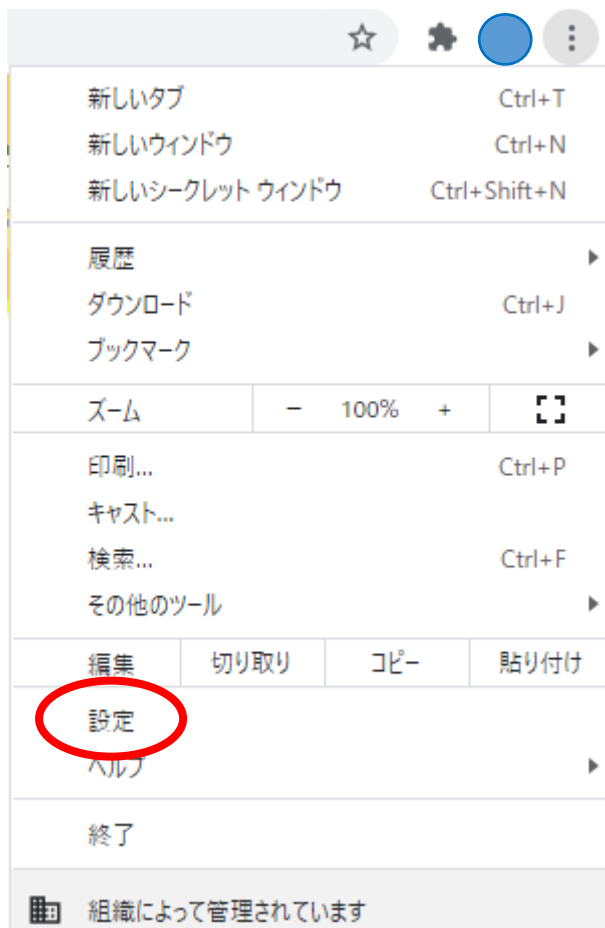 新しいタブ Ctrl+T
新しいウィンドウ Ctrl+N
新しいシークレット ウィンドウ Ctrl+Shift+N
履歴
ダウンロード Ctrl+J
ブックマーク
ズーム - 100% +
印刷... Ctrl+P
キャスト...
検索... Ctrl+F
その他のツール
編集 切り取り コピー 貼り付け
設定
ヘルプ
終了
組織によって管理されています